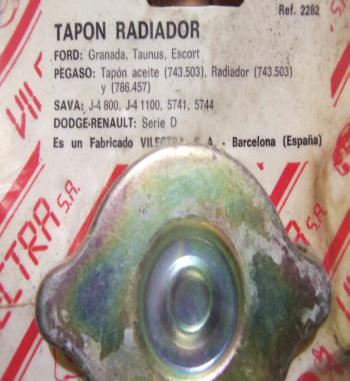 Ref. 2282
TAPON RADIADOR
FORD: Granada, Taunus, Escort
PEGASO: Tapón aceite (743.503), Radiador (743.503)
y (786.457)
SAVA: J-4 800, J-4 1100, 5741, 5744
DODGE-RENAULT: Serie D
Es un Fabricado VILECTRA S. A. - Barcelona (España)
S.A.